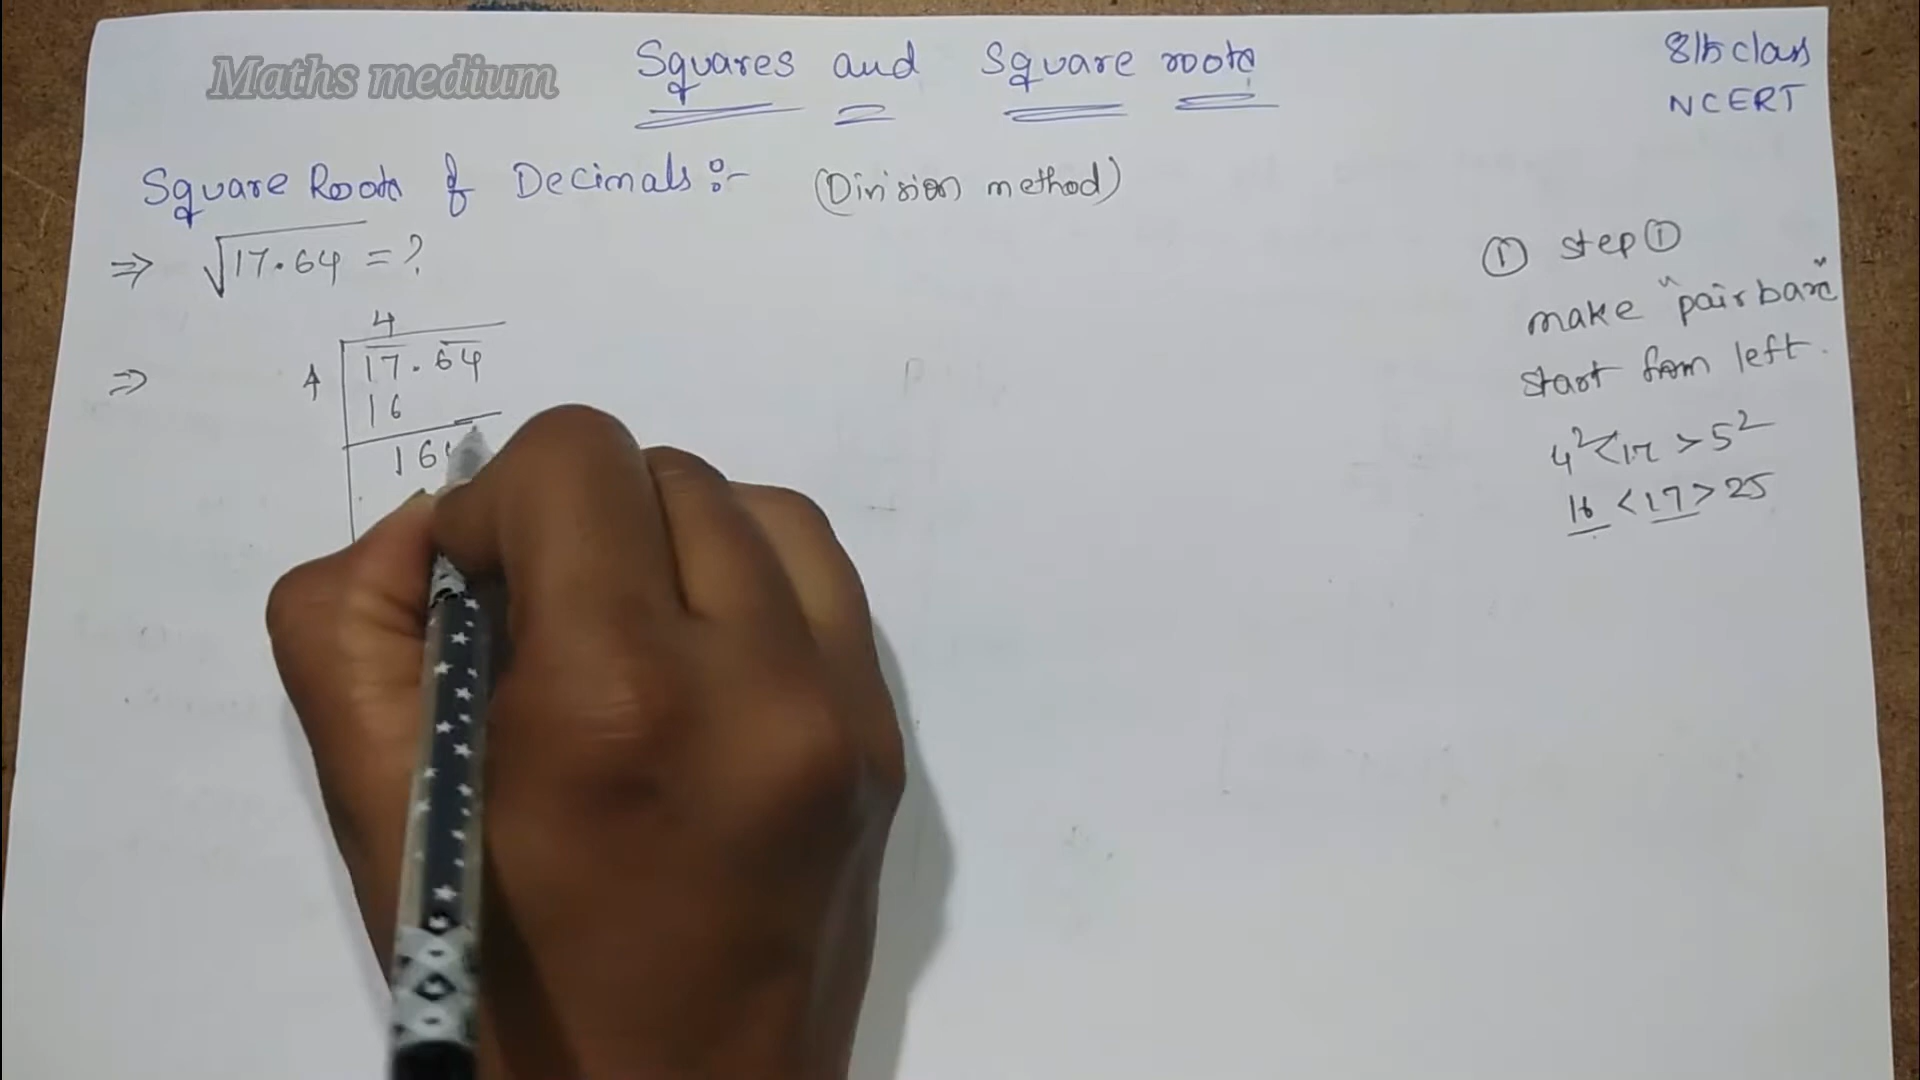 Maths medium
Squares and Square roots
8th class
NCERT
Square Roots of Decimals :- (Division method)
⇒ √17.64 = ?
4
⇒ 4 17.64
16
16
① step ①
make "pair bars"
start from left.
4² < 17 > 5²
16 < 17 > 25